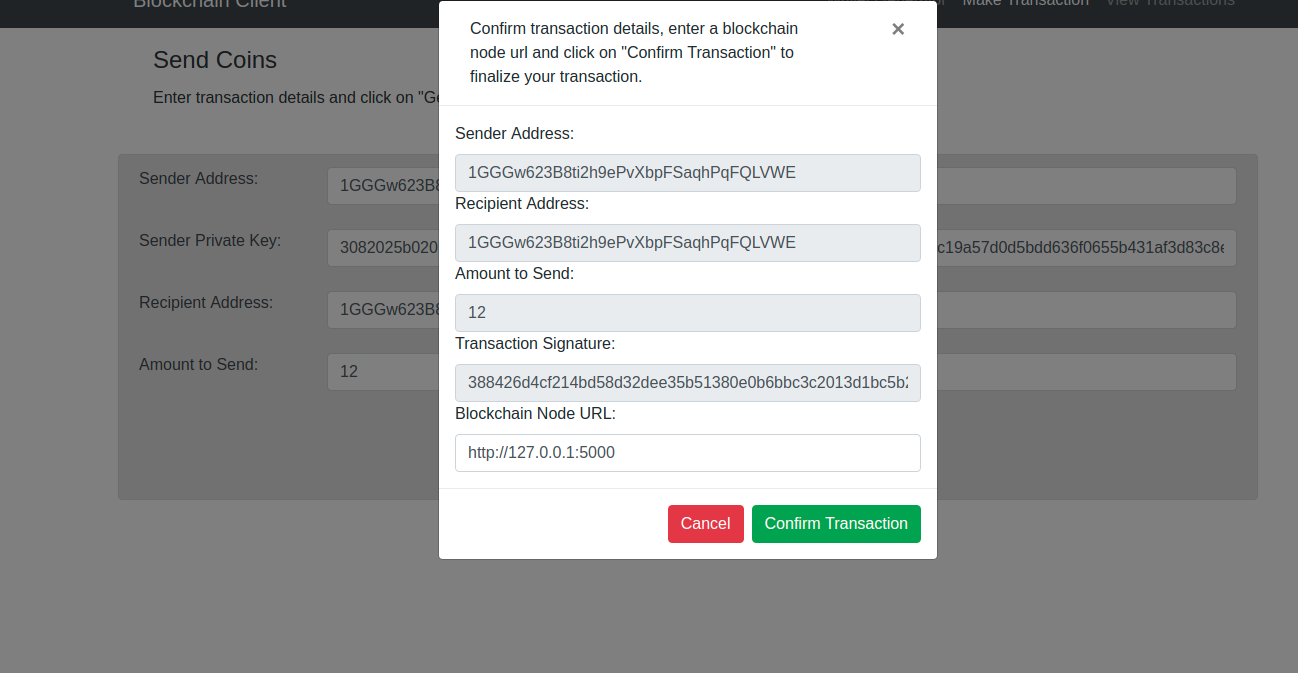 Blockchain Client
Make Transaction
View Transactions
Confirm transaction details, enter a blockchain
node url and click on "Confirm Transaction" to
finalize your transaction.
×
Send Coins
Enter transaction details and click on "Ge
Sender Address:
1GGGw623B8ti2h9ePvXbpFSaqhPqFQLVWE
Recipient Address:
1GGGw623B8ti2h9ePvXbpFSaqhPqFQLVWE
Amount to Send:
12
Transaction Signature:
388426d4cf214bd58d32dee35b51380e0b6bbc3c2013d1bc5b2
Blockchain Node URL:
http://127.0.0.1:5000
Cancel
Confirm Transaction
Sender Address:
1GGGw623B8
Sender Private Key:
3082025b020
c19a57d0d5bdd636f0655b431af3d83c8e
Recipient Address:
1GGGw623B8
Amount to Send:
12